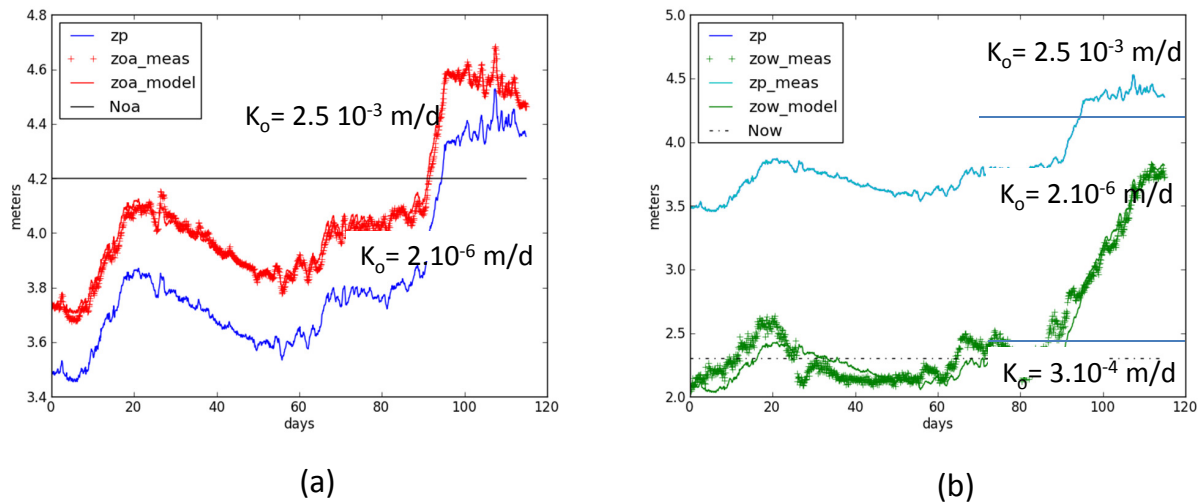 4.8
4.6
4.4
4.2
4.0
3.8
3.6
3.4
meters
0 20 40 60 80 100 120
days
zp
zoa_meas
zoa_model
Noa
Kₒ= 2.5 10⁻³ m/d
Kₒ= 2.10⁻⁶ m/d
(a)
5.0
4.5
4.0
3.5
3.0
2.5
2.0
meters
0 20 40 60 80 100 120
days
zp
zow_meas
zp_meas
zow_model
Now
Kₒ= 2.5 10⁻³ m/d
Kₒ= 2.10⁻⁶ m/d
Kₒ= 3.10⁻⁴ m/d
(b)